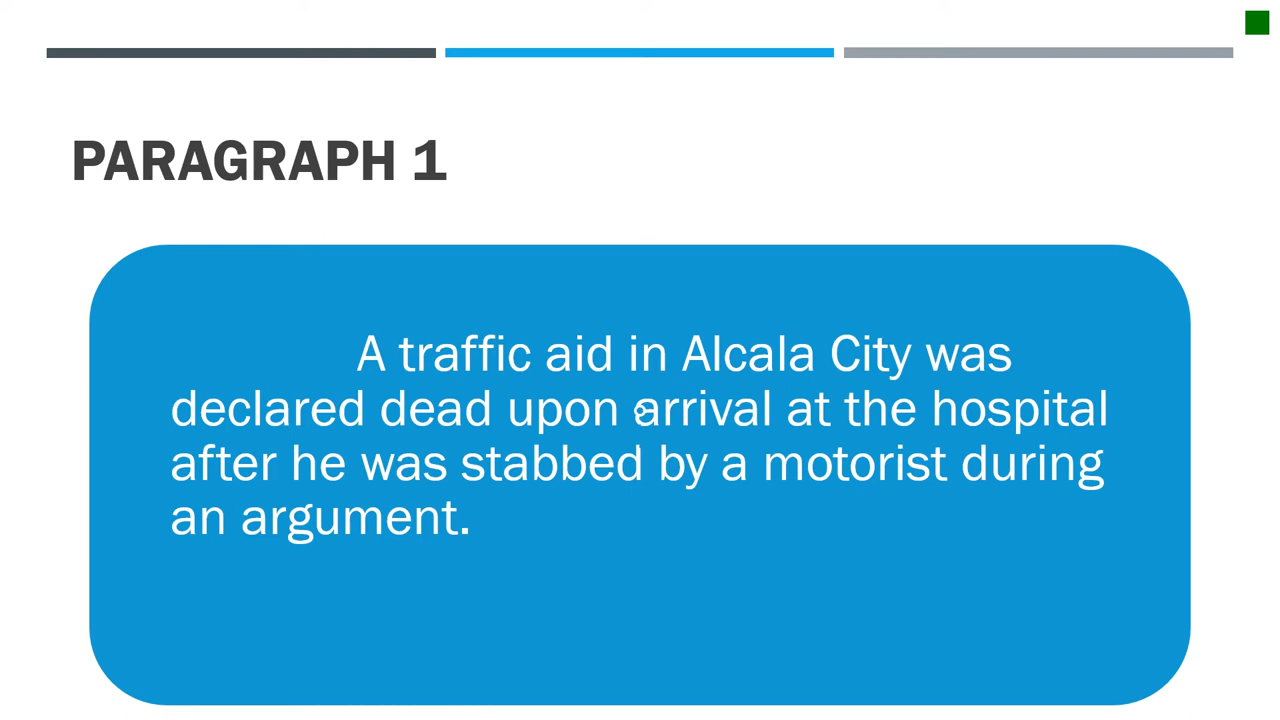 PARAGRAPH 1
A traffic aid in Alcala City was
declared dead upon arrival at the hospital
after he was stabbed by a motorist during
an argument.